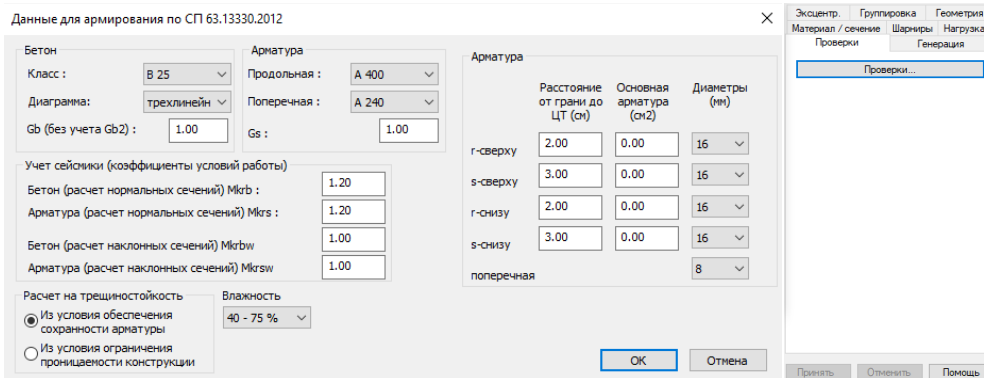 Данные для армирования по СП 63.13330.2012
Бетон
Класс :
B 25
Диаграмма:
трехлинейн
Gb (без учета Gb2) :
1.00
Арматура
Продольная :
A 400
Поперечная :
A 240
Gs :
1.00
Учет сейсмики (коэффициенты условий работы)
Бетон (расчет нормальных сечений) Mkrb :
1.20
Арматура (расчет нормальных сечений) Mkrs :
1.20
Бетон (расчет наклонных сечений) Mkrbw
1.00
Арматура (расчет наклонных сечений) Mkrsw
1.00
Расчет на трещиностойкость
Из условия обеспечения
сохранности арматуры
Из условия ограничения
проницаемости конструкции
Влажность
40 - 75 %
Арматура
Расстояние
от грани до
ЦТ (см)
Основная
арматура
(см2)
Диаметры
(мм)
r-сверху
2.00
0.00
16
s-сверху
3.00
0.00
16
r-снизу
2.00
0.00
16
s-снизу
3.00
0.00
16
поперечная
8
OK
Отмена
Эксцентр.
Группировка
Геометрия
Материал / сечение
Шарниры
Нагрузка
Проверки
Генерация
Проверки...
Принять
Отменить
Помощь